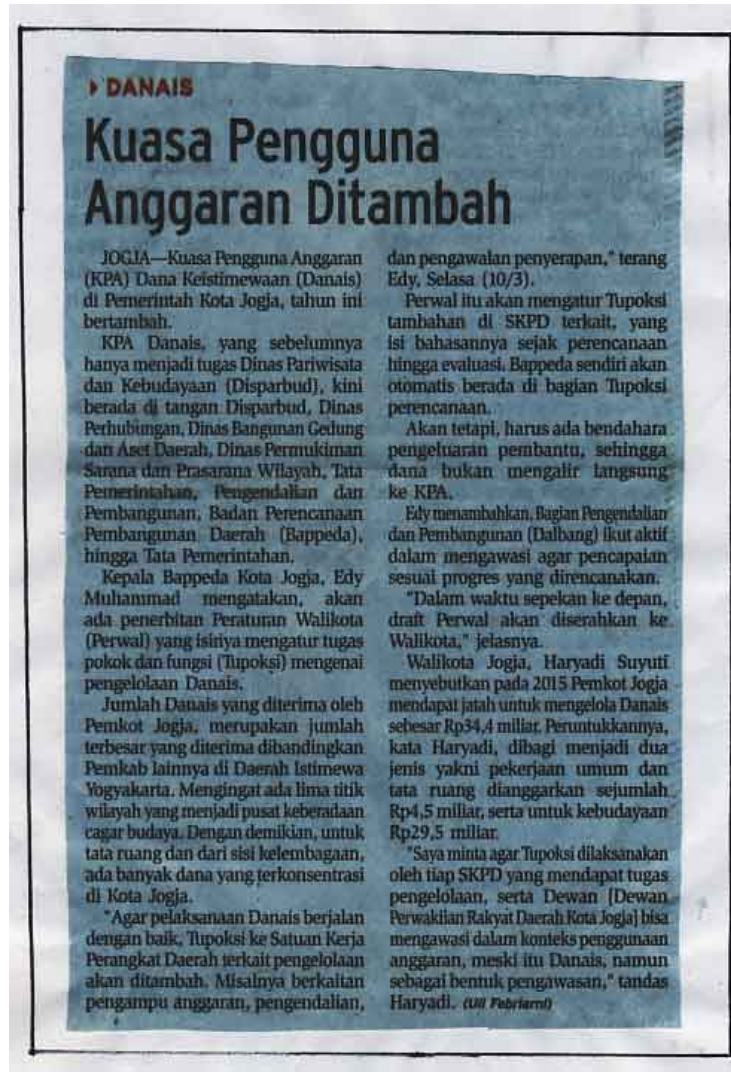 DANAIS
Kuasa Pengguna
Anggaran Ditambah
JOGJA—Kuasa Pengguna Anggaran
(KPA) Dana Keistimewaan (Danais)
di Pemerintah Kota Jogja, tahun ini
bertambah.
KPA Danais, yang sebelumnya
hanya menjadi tugas Dinas Pariwisata
dan Kebudayaan (Disparbud), kini
berada di tangan Disparbud, Dinas
Perhubungan, Dinas Bangunan Gedung
dan Aset Daerah, Dinas Permukiman
Sarana dan Prasarana Wilayah, Tata
Pemerintahan, Pengendalian dan
Pembangunan, Badan Perencanaan
Pembangunan Daerah (Bappeda),
hingga Tata Pemerintahan.
Kepala Bappeda Kota Jogja, Edy
Muhammad mengatakan, akan
ada penerbitan Peraturan Walikota
(Perwal) yang isinya mengatur tugas
pokok dan fungsi (Tupoksi) mengenai
pengelolaan Danais.
Jumlah Danais yang diterima oleh
Pemkot Jogja, merupakan jumlah
terbesar yang diterima dibandingkan
Pemkab lainnya di Daerah Istimewa
Yogyakarta. Mengingat ada lima titik
wilayah yang menjadi pusat keberadaan
cagar budaya. Dengan demikian, untuk
tata ruang dan dari sisi kelembagaan,
ada banyak dana yang terkonsentrasi
di Kota Jogja.
"Agar pelaksanaan Danais berjalan
dengan baik, Tupoksi ke Satuan Kerja
Perangkat Daerah terkait pengelolaan
akan ditambah. Misalnya berkaitan
pengampu anggaran, pengendalian,
dan pengawalan penyerapan," terang
Edy, Selasa (10/3).
Perwal itu akan mengatur Tupoksi
tambahan di SKPD terkait, yang
isi bahasannya sejak perencanaan
hingga evaluasi. Bappeda sendiri akan
otomatis berada di bagian Tupoksi
perencanaan.
Akan tetapi, harus ada bendahara
pengeluaran pembantu, sehingga
dana bukan mengalir langsung
ke KPA.
Edy menambahkan, Bagian Pengendalian
dan Pembangunan (Dalbang) ikut aktif
dalam mengawasi agar pencapaian
sesuai progres yang direncanakan.
"Dalam waktu sepekan ke depan,
draft Perwal akan diserahkan ke
Walikota," jelasnya.
Walikota Jogja, Haryadi Suyuti
menyebutkan pada 2015 Pemkot Jogja
mendapat jatah untuk mengelola Danais
sebesar Rp34,4 miliar. Peruntukkannya,
kata Haryadi, dibagi menjadi dua
jenis yakni pekerjaan umum dan
tata ruang dianggarkan sejumlah
Rp4,5 miliar, serta untuk kebudayaan
Rp29,5 miliar.
"Saya minta agar Tupoksi dilaksanakan
oleh tiap SKPD yang mendapat tugas
pengelolaan, serta Dewan [Dewan
Perwakilan Rakyat Daerah Kota Jogja] bisa
mengawasi dalam konteks penggunaan
anggaran, meski itu Danais, namun
sebagai bentuk pengawasan," tandas
Haryadi. (Uli Febriarni)